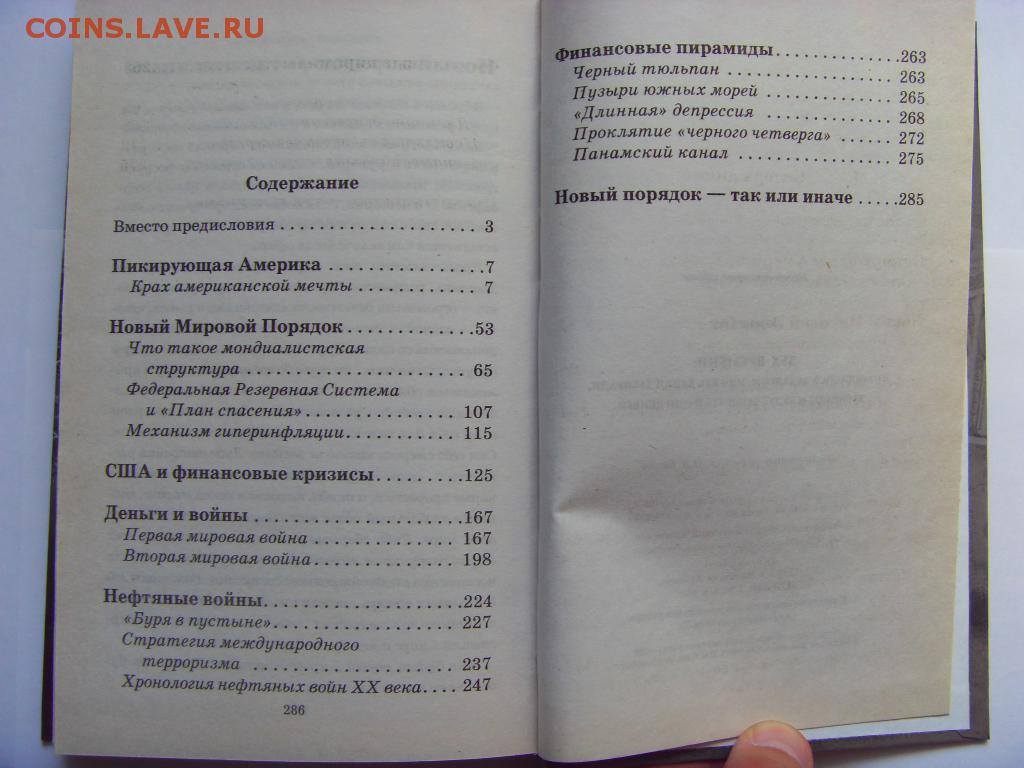 COINS.LAVE.RU
Содержание
Вместо предисловия . . . . . . . . . . . . . . . . . . . . 3
Пикирующая Америка . . . . . . . . . . . . . . . .7
Крах американской мечты . . . . . . . . . . . . 7
Новый Мировой Порядок . . . . . . . . . . . . .53
Что такое мондиалистская
структура . . . . . . . . . . . . . . . . . . . . . . . 65
Федеральная Резервная Система
и «План спасения» . . . . . . . . . . . . . . . . 107
Механизм гиперинфляции . . . . . . . . . . . . 115
США и финансовые кризисы . . . . . . . . .125
Деньги и войны . . . . . . . . . . . . . . . . . . . . .167
Первая мировая война . . . . . . . . . . . . . . 167
Вторая мировая война . . . . . . . . . . . . . . 198
Нефтяные войны . . . . . . . . . . . . . . . . . . . .224
«Буря в пустыне» . . . . . . . . . . . . . . . . . . . 227
Стратегия международного
терроризма . . . . . . . . . . . . . . . . . . . . 237
Хронология нефтяных войн XX века . . . . 247
286
Финансовые пирамиды . . . . . . . . . . . . .263
Черный тюльпан . . . . . . . . . . . . . . . . . 263
Пузыри южных морей . . . . . . . . . . . . . 265
«Длинная» депрессия . . . . . . . . . . . . . 268
Проклятие «черного четверга» . . . . . . 272
Панамский канал . . . . . . . . . . . . . . . . 275
Новый порядок — так или иначе . . . . .285